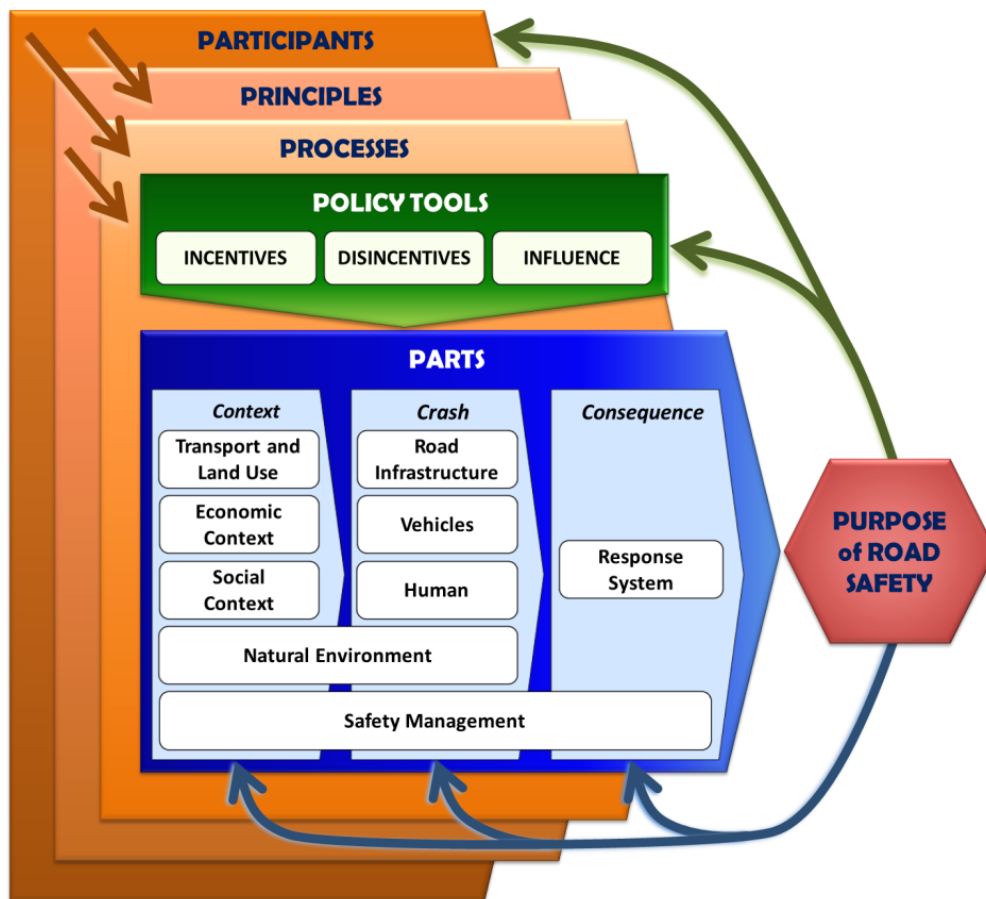 PARTICIPANTS
PRINCIPLES
PROCESSES
POLICY TOOLS
INCENTIVES
DISINCENTIVES
INFLUENCE
PARTS
Context
Transport and
Land Use
Economic
Context
Social
Context
Crash
Road
Infrastructure
Vehicles
Human
Consequence
Response
System
Natural Environment
Safety Management
PURPOSE
of ROAD
SAFETY